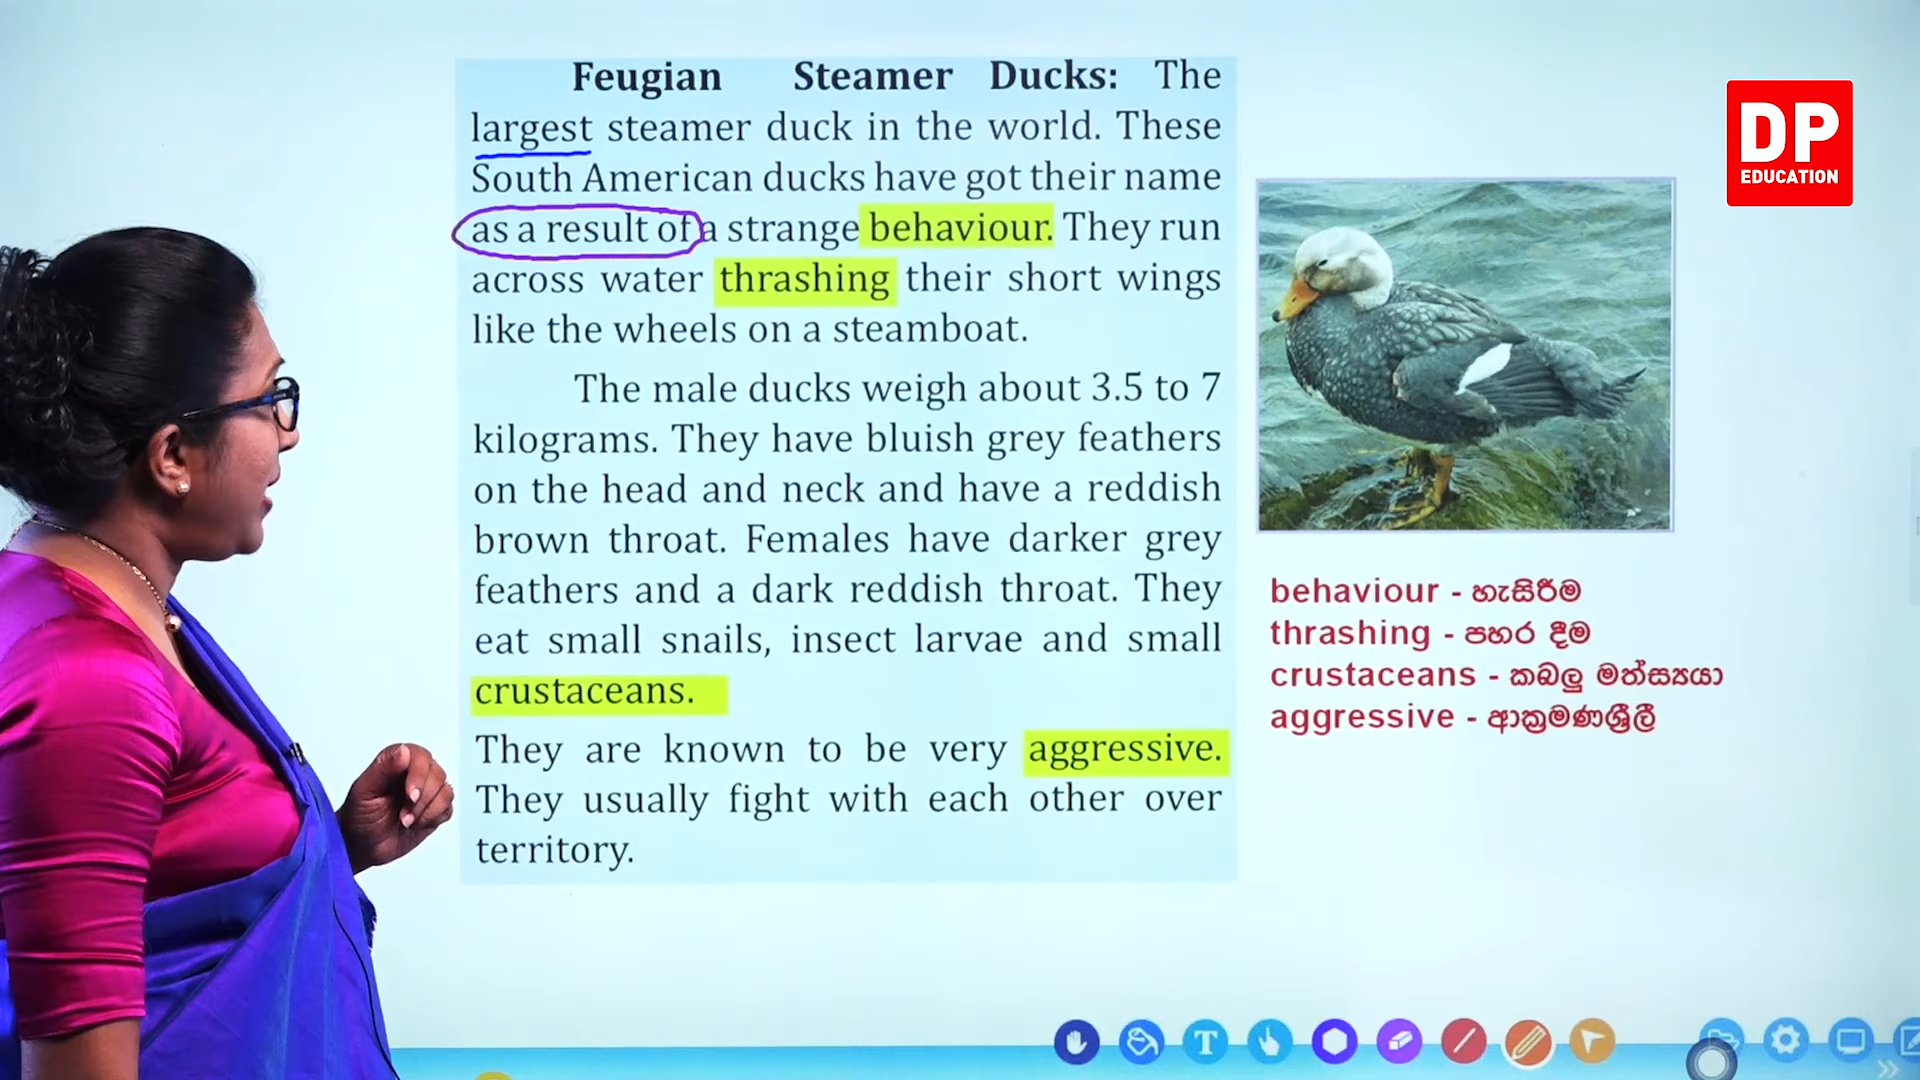 Feugian Steamer Ducks: The
largest steamer duck in the world. These
South American ducks have got their name
as a result of a strange behaviour. They run
across water thrashing their short wings
like the wheels on a steamboat.
The male ducks weigh about 3.5 to 7
kilograms. They have bluish grey feathers
on the head and neck and have a reddish
brown throat. Females have darker grey
feathers and a dark reddish throat. They
eat small snails, insect larvae and small
crustaceans.
They are known to be very aggressive.
They usually fight with each other over
territory.
DP
EDUCATION
behaviour - හැසිරීම
thrashing - පහර දීම
crustaceans - කබලු මත්ස්‍යයා
aggressive - ආක්‍රමණශ්‍රීලී
T